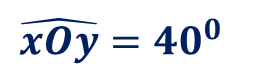 $\widehat{xOy} = 40^0$